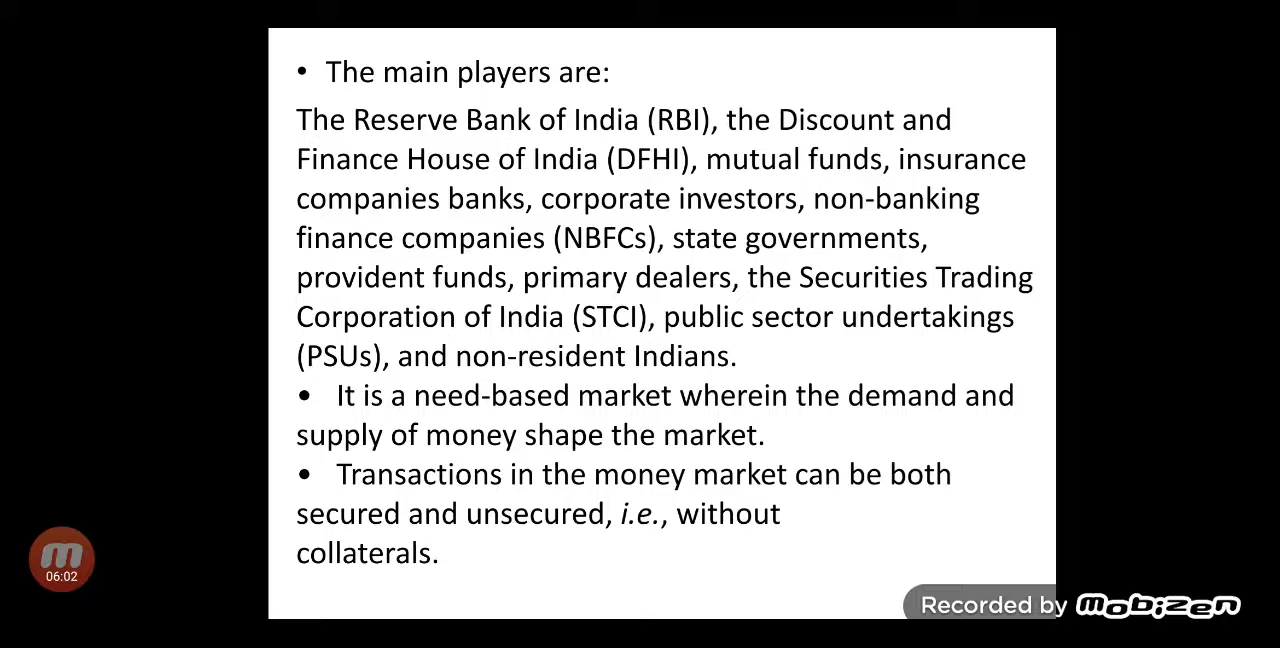 • The main players are:
The Reserve Bank of India (RBI), the Discount and
Finance House of India (DFHI), mutual funds, insurance
companies banks, corporate investors, non-banking
finance companies (NBFCs), state governments,
provident funds, primary dealers, the Securities Trading
Corporation of India (STCI), public sector undertakings
(PSUs), and non-resident Indians.
• It is a need-based market wherein the demand and
supply of money shape the market.
• Transactions in the money market can be both
secured and unsecured, i.e., without
collaterals.
m
06:02
Recorded by mobizen